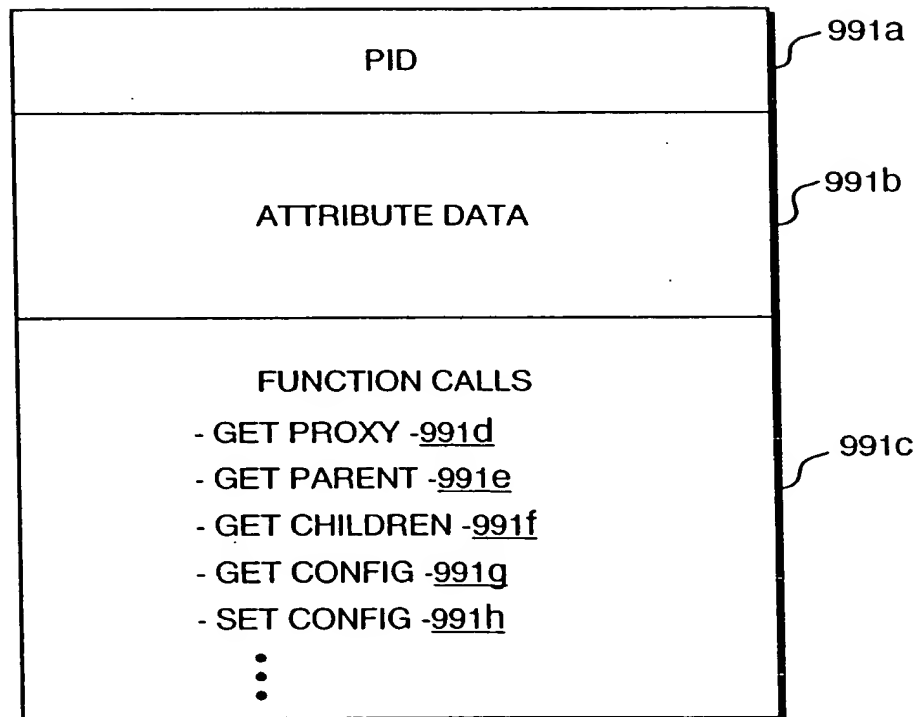 PID
991a
ATTRIBUTE DATA
991b
FUNCTION CALLS
- GET PROXY -991d
- GET PARENT -991e
- GET CHILDREN -991f
- GET CONFIG -991g
- SET CONFIG -991h
991c